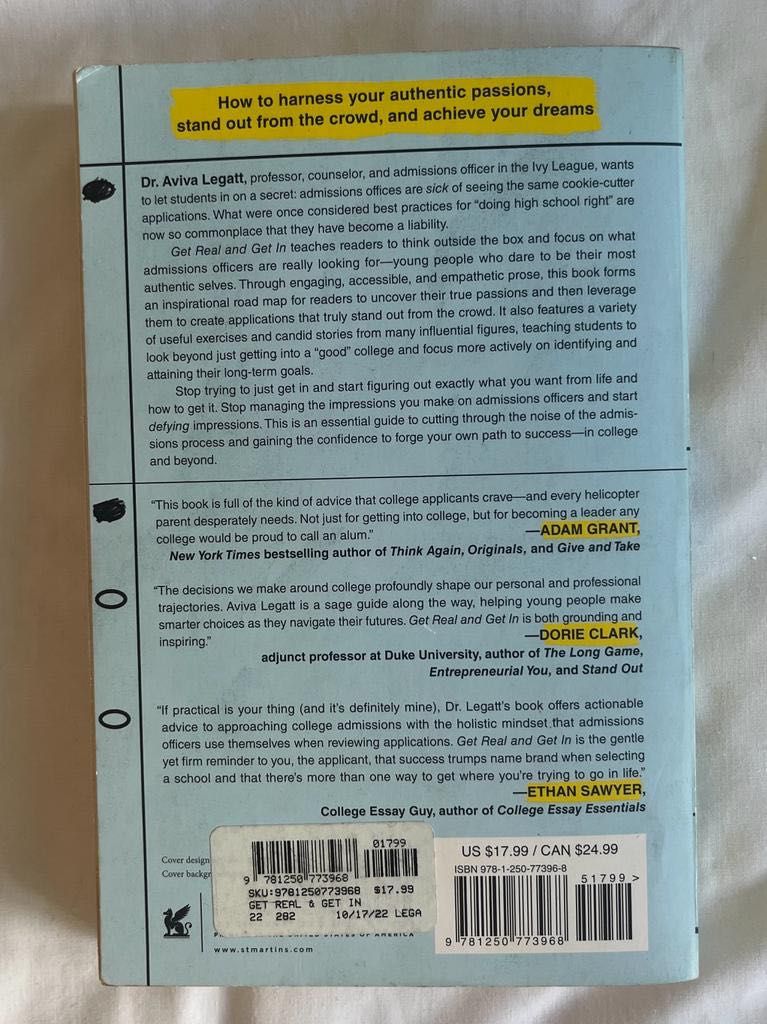 How to harness your authentic passions,
stand out from the crowd, and achieve your dreams
Dr. Aviva Legatt, professor, counselor, and admissions officer in the Ivy League, wants
to let students in on a secret: admissions offices are sick of seeing the same cookie-cutter
applications. What were once considered best practices for "doing high school right" are
now so commonplace that they have become a liability.
Get Real and Get In teaches readers to think outside the box and focus on what
admissions officers are really looking for—young people who dare to be their most
authentic selves. Through engaging, accessible, and empathetic prose, this book forms
an inspirational road map for readers to uncover their true passions and then leverage
them to create applications that truly stand out from the crowd. It also features a variety
of useful exercises and candid stories from many influential figures, teaching students to
look beyond just getting into a "good" college and focus more actively on identifying and
attaining their long-term goals.
Stop trying to just get in and start figuring out exactly what you want from life and
how to get it. Stop managing the impressions you make on admissions officers and start
defying impressions. This is an essential guide to cutting through the noise of the admis-
sions process and gaining the confidence to forge your own path to success—in college
and beyond.
"This book is full of the kind of advice that college applicants crave—and every helicopter
parent desperately needs. Not just for getting into college, but for becoming a leader any
college would be proud to call an alum."
—ADAM GRANT,
New York Times bestselling author of Think Again, Originals, and Give and Take
"The decisions we make around college profoundly shape our personal and professional
trajectories. Aviva Legatt is a sage guide along the way, helping young people make
smarter choices as they navigate their futures. Get Real and Get In is both grounding and
inspiring."
—DORIE CLARK,
adjunct professor at Duke University, author of The Long Game,
Entrepreneurial You, and Stand Out
"If practical is your thing (and it's definitely mine), Dr. Legatt's book offers actionable
advice to approaching college admissions with the holistic mindset that admissions
officers use themselves when reviewing applications. Get Real and Get In is the gentle
yet firm reminder to you, the applicant, that success trumps name brand when selecting
a school and that there's more than one way to get where you're trying to go in life."
—ETHAN SAWYER,
College Essay Guy, author of College Essay Essentials
Cover design
Cover backgr
01799
9 781250773968
SKU:9781250773968 $17.99
GET REAL & GET IN
22 282 10/17/22 LEGA
STATES OF AMERICA
www.stmartins.com
US $17.99 / CAN $24.99
ISBN 978-1-250-77396-8
51799 >
9 781250 773968